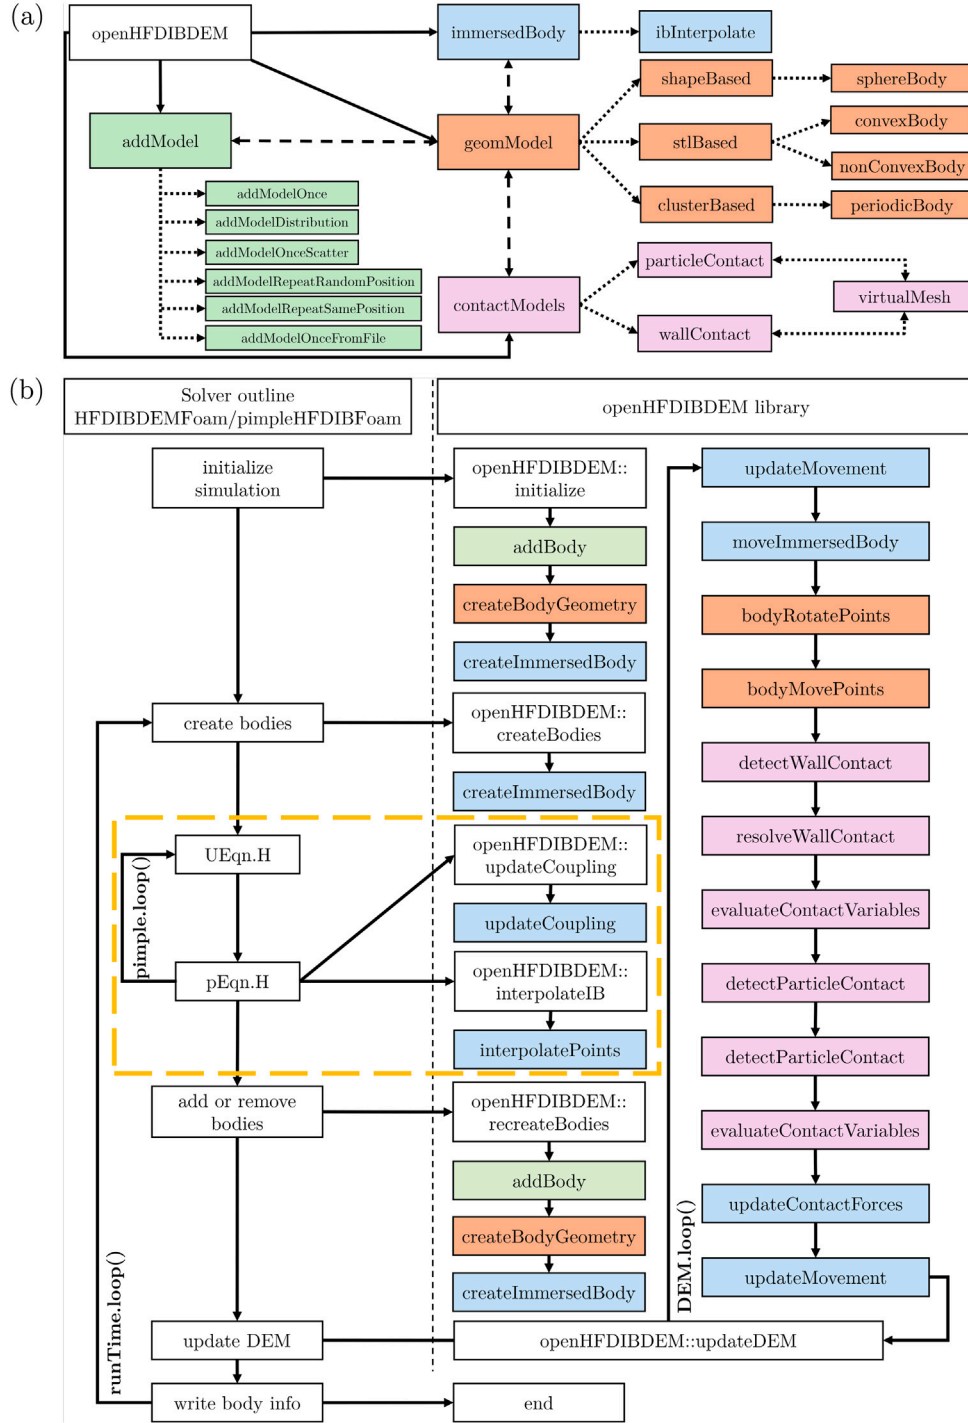 (a)
openHFDIBDEM
immersedBody
ibInterpolate
shapeBased
sphereBody
addModel
geomModel
stlBased
convexBody
nonConvexBody
clusterBased
periodicBody
addModelOnce
addModelDistribution
addModelOnceScatter
addModelRepeatRandomPosition
addModelRepeatSamePosition
addModelOnceFromFile
contactModels
particleContact
virtualMesh
wallContact
(b)
Solver outline
HFDIBDEMFoam/pimpleHFDIBFoam
openHFDIBDEM library
initialize
simulation
create bodies
UEqn.H
pEqn.H
pimple.loop()
add or remove
bodies
update DEM
write body info
runTime.loop()
openHFDIBDEM::
initialize
addBody
createBodyGeometry
createImmersedBody
openHFDIBDEM::
createBodies
createImmersedBody
openHFDIBDEM::
updateCoupling
updateCoupling
openHFDIBDEM::
interpolateIB
interpolatePoints
openHFDIBDEM::
recreateBodies
addBody
createBodyGeometry
createImmersedBody
openHFDIBDEM::updateDEM
end
DEM.loop()
updateMovement
moveImmersedBody
bodyRotatePoints
bodyMovePoints
detectWallContact
resolveWallContact
evaluateContactVariables
detectParticleContact
detectParticleContact
evaluateContactVariables
updateContactForces
updateMovement